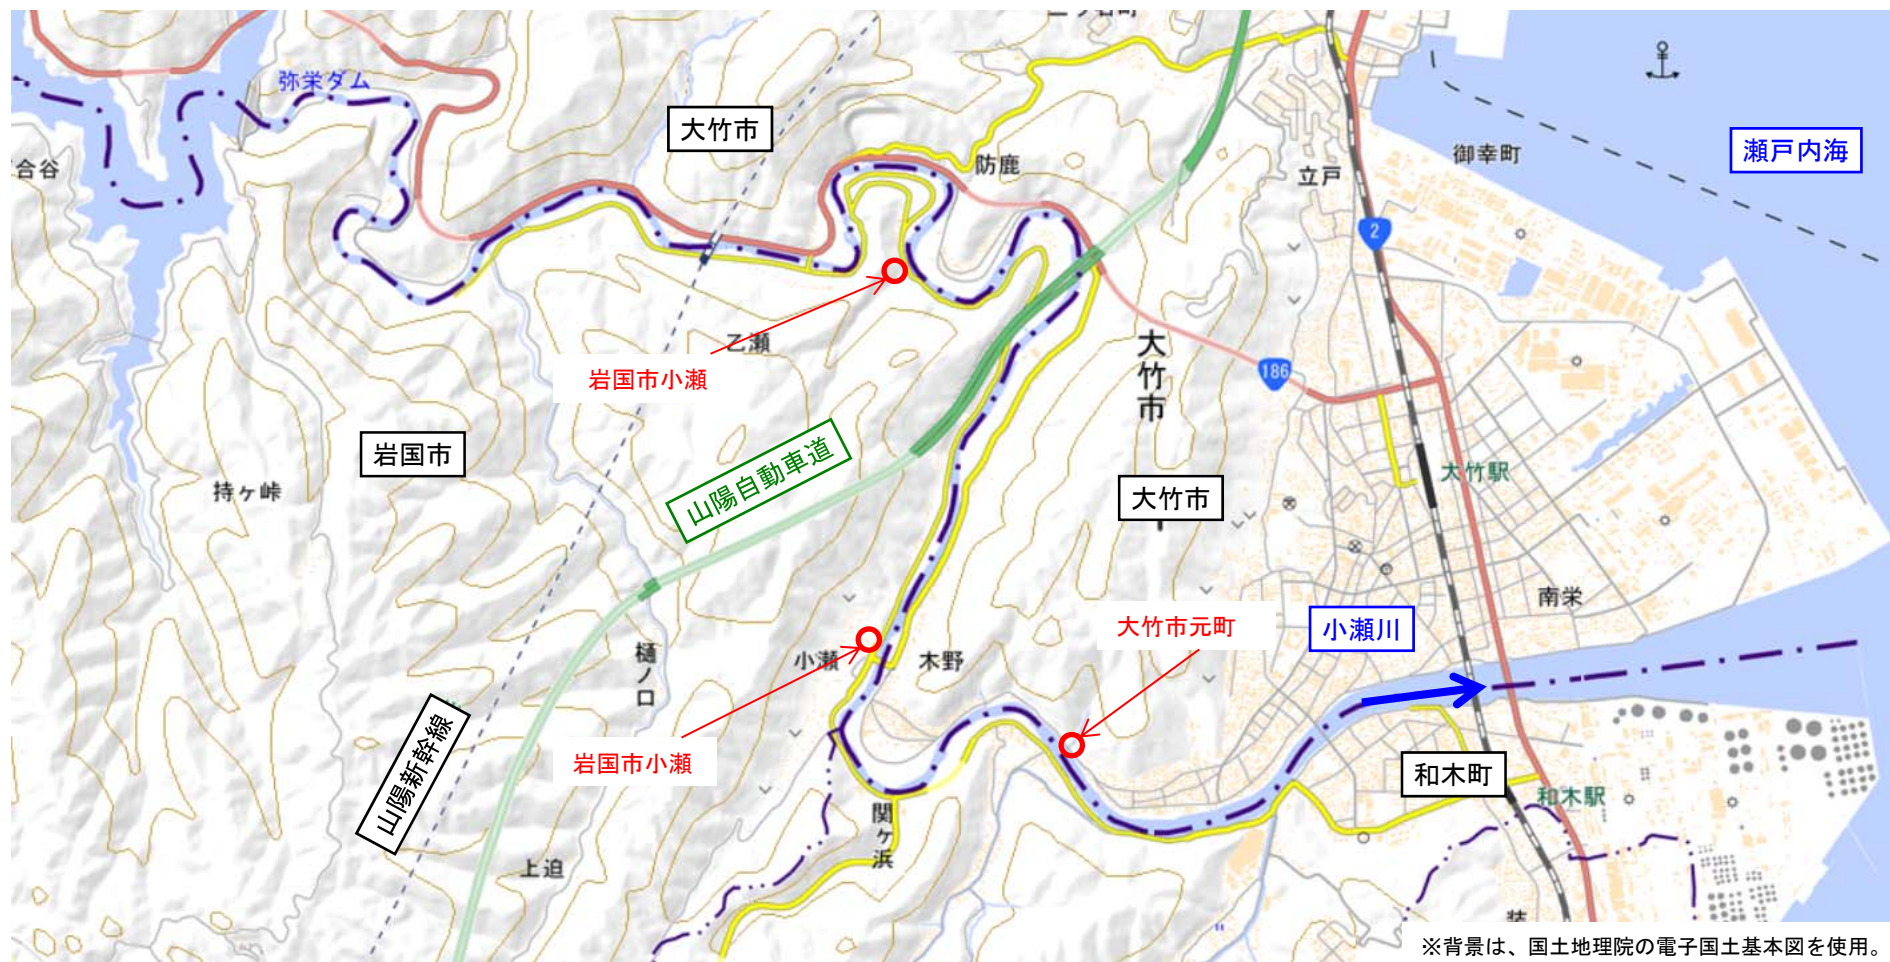 弥栄ダム
大竹市
防鹿
合谷
立戸
御幸町
瀬戸内海
2
乙瀬
岩国市小瀬
186
大竹市
岩国市
山陽自動車道
持ヶ峠
大竹市
大竹駅
南栄
大竹市元町
小瀬川
樋ノ口
小瀬
木野
山陽新幹線
岩国市小瀬
和木町
和木駅
関ヶ浜
上迫
※背景は、国土地理院の電子国土基本図を使用。